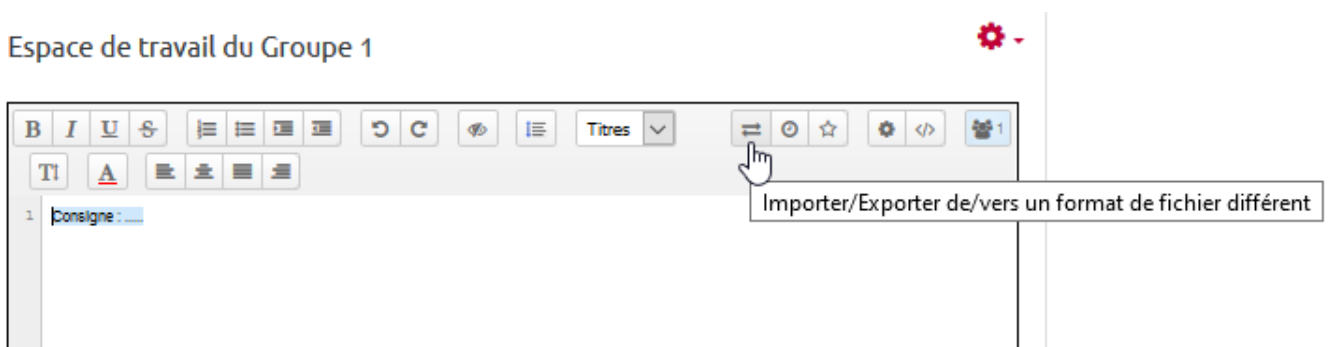 Espace de travail du Groupe 1
B I U S Titres </> 1
T A
Importer/Exporter de/vers un format de fichier différent
1 Consigne : .....